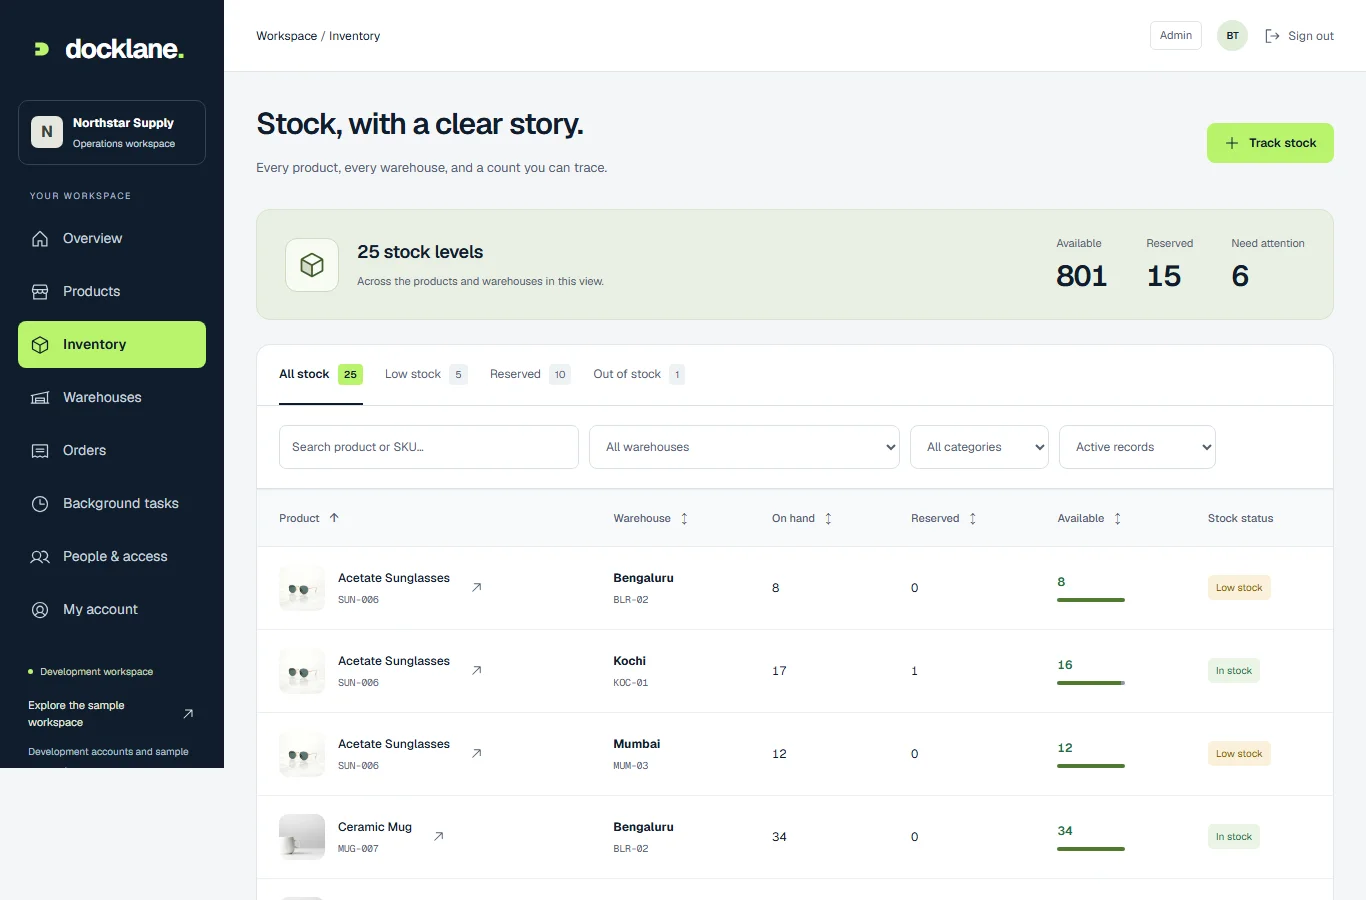 docklane.
Workspace / Inventory
Admin
BT
Sign out
N
Northstar Supply
Operations workspace
YOUR WORKSPACE
Overview
Products
Inventory
Warehouses
Orders
Background tasks
People & access
My account
Development workspace
Explore the sample
workspace
Development accounts and sample
Stock, with a clear story.
Every product, every warehouse, and a count you can trace.
Track stock
25 stock levels
Across the products and warehouses in this view.
Available
801
Reserved
15
Need attention
6
All stock 25
Low stock 5
Reserved 10
Out of stock 1
Search product or SKU...
All warehouses
All categories
Active records
Product
Warehouse
On hand
Reserved
Available
Stock status
Acetate Sunglasses
SUN-006
Bengaluru
BLR-02
8
0
8
Low stock
Acetate Sunglasses
SUN-006
Kochi
KOC-01
17
1
16
In stock
Acetate Sunglasses
SUN-006
Mumbai
MUM-03
12
0
12
Low stock
Ceramic Mug
MUG-007
Bengaluru
BLR-02
34
0
34
In stock